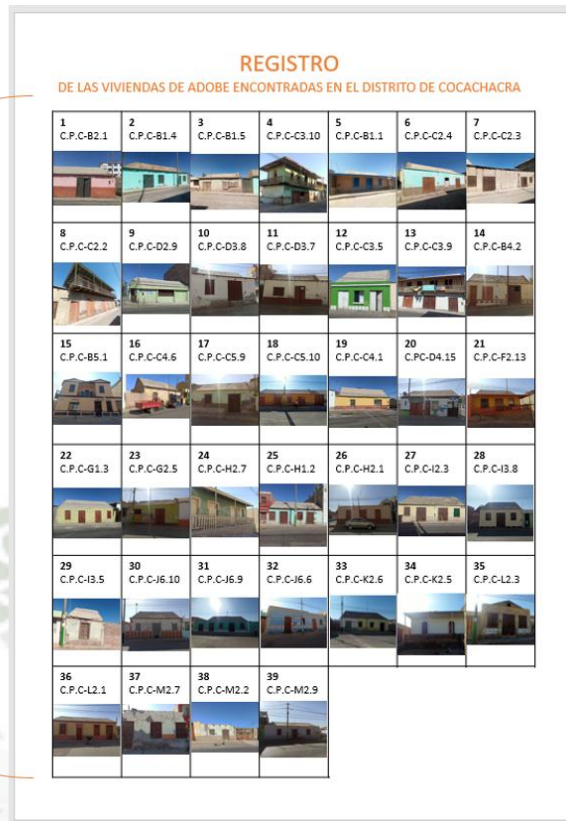 REGISTRO
DE LAS VIVIENDAS DE ADOBE ENCONTRADAS EN EL DISTRITO DE COCACHACRA
1 2 3 4 5 6 7
C.P.C-B2.1 C.P.C-B1.4 C.P.C-B1.5 C.P.C-C3.10 C.P.C-B1.1 C.P.C-C2.4 C.P.C-C2.3
8 9 10 11 12 13 14
C.P.C-C2.2 C.P.C-D2.9 C.P.C-D3.8 C.P.C-D3.7 C.P.C-C3.5 C.P.C-C3.9 C.P.C-B4.2
15 16 17 18 19 20 21
C.P.C-B5.1 C.P.C-C4.6 C.P.C-C5.9 C.P.C-C5.10 C.P.C-C4.1 C.PC-D4.15 C.P.C-F2.13
22 23 24 25 26 27 28
C.P.C-G1.3 C.P.C-G2.5 C.P.C-H2.7 C.P.C-H1.2 C.P.C-H2.1 C.P.C-I2.3 C.P.C-I3.8
29 30 31 32 33 34 35
C.P.C-I3.5 C.P.C-J6.10 C.P.C-J6.9 C.P.C-J6.6 C.P.C-K2.6 C.P.C-K2.5 C.P.C-L2.3
36 37 38 39
C.P.C-L2.1 C.P.C-M2.7 C.P.C-M2.2 C.P.C-M2.9